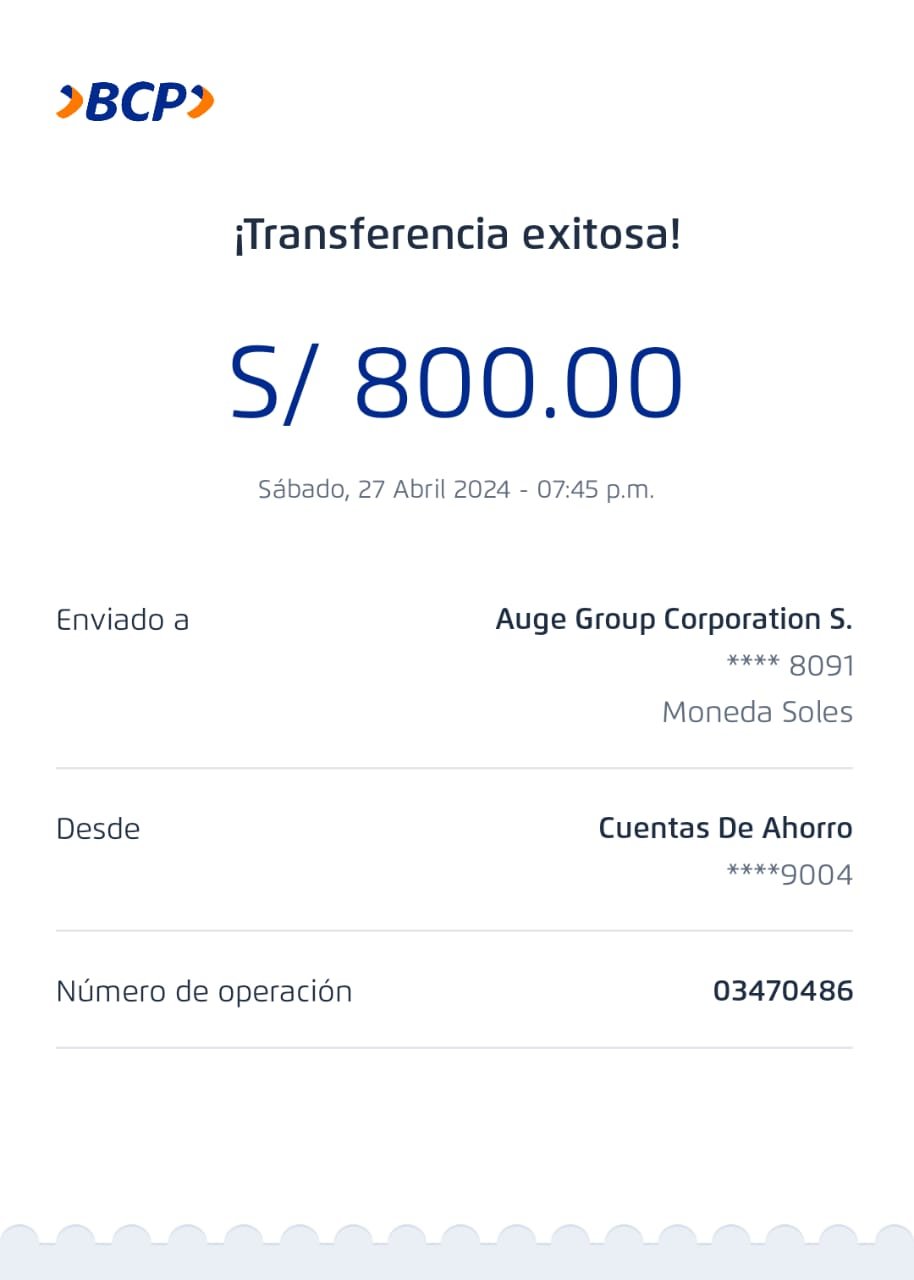 BCP
¡Transferencia exitosa!
S/ 800.00
Sábado, 27 Abril 2024 - 07:45 p.m.
Enviado a
Auge Group Corporation S.
**** 8091
Moneda Soles
Desde
Cuentas De Ahorro
****9004
Número de operación
03470486